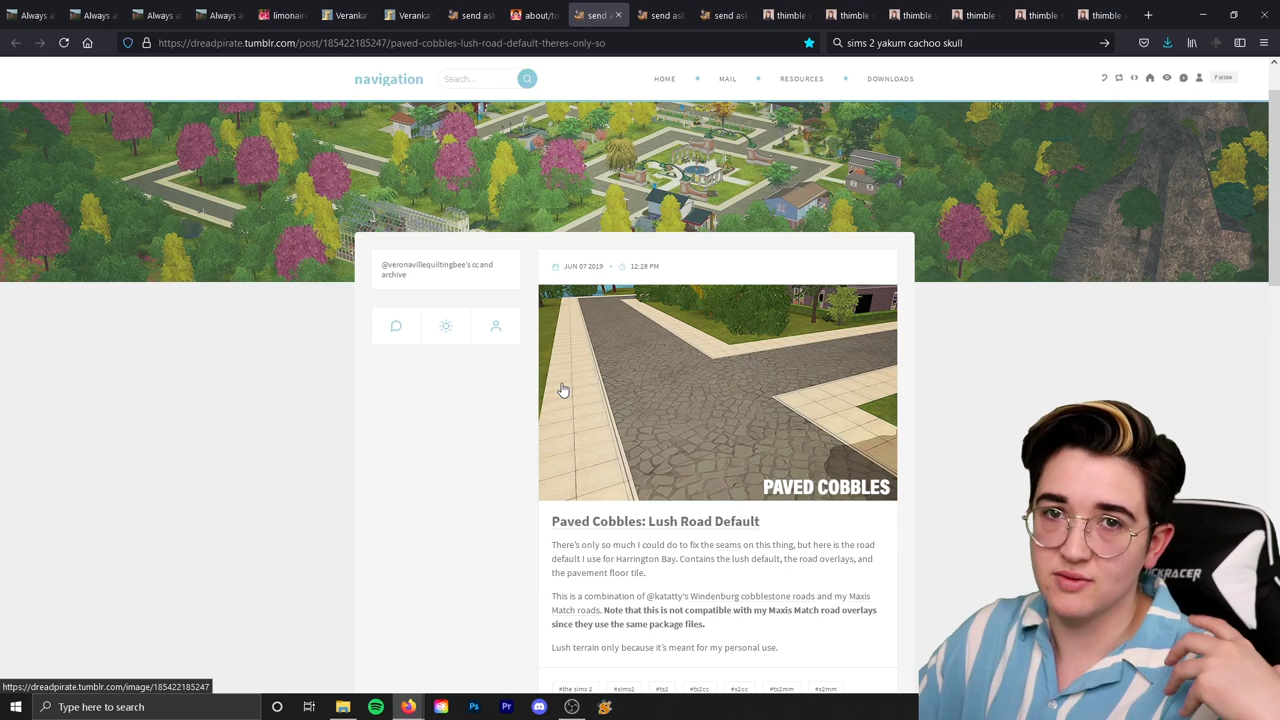 Always
Always
Always
limonair
Verankt
Verankt
send ask
about/to
send a
send ask
send ask
thimble
thimble
thimble
thimble
thimble
https://dreadpirate.tumblr.com/post/185422185247/paved-cobbles-lush-road-default-theres-only-so
sims 2 yakum cachoo skull
navigation
Search...
HOME
MAIL
RESOURCES
DOWNLOADS
Follow
@veronavillequiltingbee's cc and
archive
JUN 07 2019 • 12:28 PM
PAVED COBBLES
Paved Cobbles: Lush Road Default
There's only so much I could do to fix the seams on this thing, but here is the road
default I use for Harrington Bay. Contains the lush default, the road overlays, and
the pavement floor tile.
This is a combination of @katatty's Windenburg cobblestone roads and my Maxis
Match roads. Note that this is not compatible with my Maxis Match road overlays
since they use the same package files.
Lush terrain only because it's meant for my personal use.
#the sims 2 #sims2 #ts2 #ts2cc #s2cc #ts2mm #s2mm
https://dreadpirate.tumblr.com/image/185422185247
Type here to search